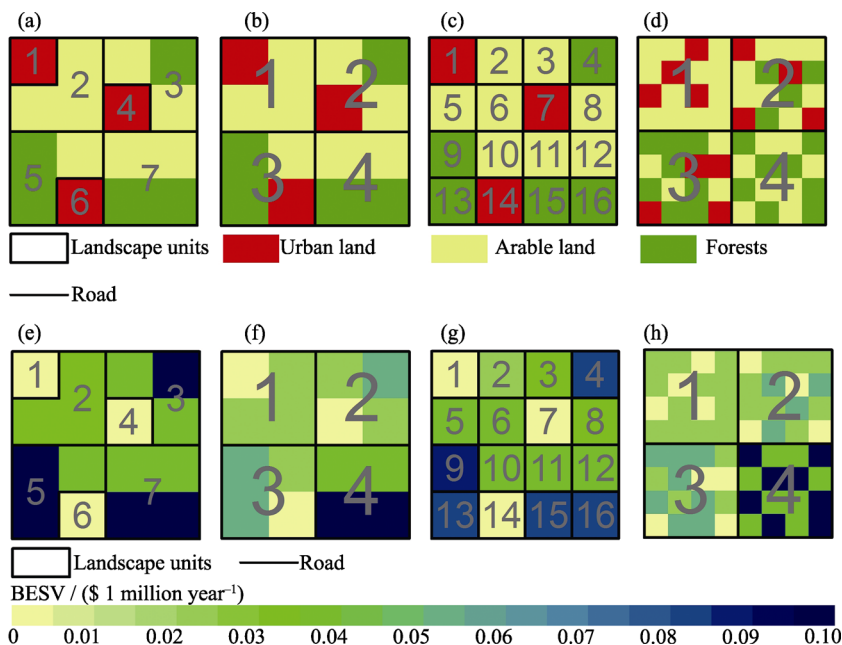 (a) (b) (c) (d)
1 2 3 4 5 6 7
1 2 3 4
1 2 3 4 5 6 7 8 9 10 11 12 13 14 15 16
1 2 3 4
Landscape units Urban land Arable land Forests
Road
(e) (f) (g) (h)
1 2 3 4 5 6 7
1 2 3 4
1 2 3 4 5 6 7 8 9 10 11 12 13 14 15 16
1 2 3 4
Landscape units Road
BESV / ($ 1 million year⁻¹)
0 0.01 0.02 0.03 0.04 0.05 0.06 0.07 0.08 0.09 0.10